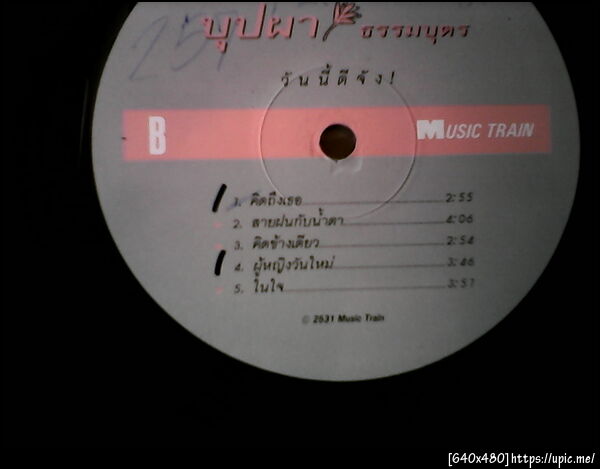 257
บุปผา ธรรมบุตร
วันนี้ดีจัง!
B MUSIC TRAIN
1. คิดถึงเธอ 2:55
2. สายฝนกับน้ำตา 4:06
3. คิดข้างเดียว 2:54
4. ผู้หญิงวันใหม่ 3:46
5. ในใจ 3:51
© 2531 Music Train
[640x480]https://upic.me/